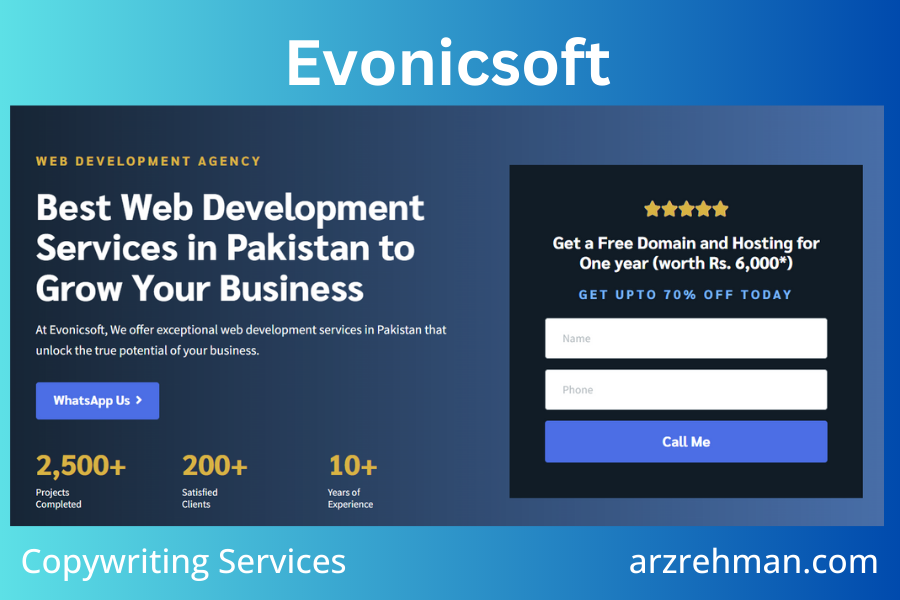 Evonicsoft
WEB DEVELOPMENT AGENCY
Best Web Development
Services in Pakistan to
Grow Your Business
At Evonicsoft, We offer exceptional web development services in Pakistan that
unlock the true potential of your business.
WhatsApp Us
2,500+
Projects
Completed
200+
Satisfied
Clients
10+
Years of
Experience
Get a Free Domain and Hosting for
One year (worth Rs. 6,000*)
GET UPTO 70% OFF TODAY
Name
Phone
Call Me
Copywriting Services
arzrehman.com